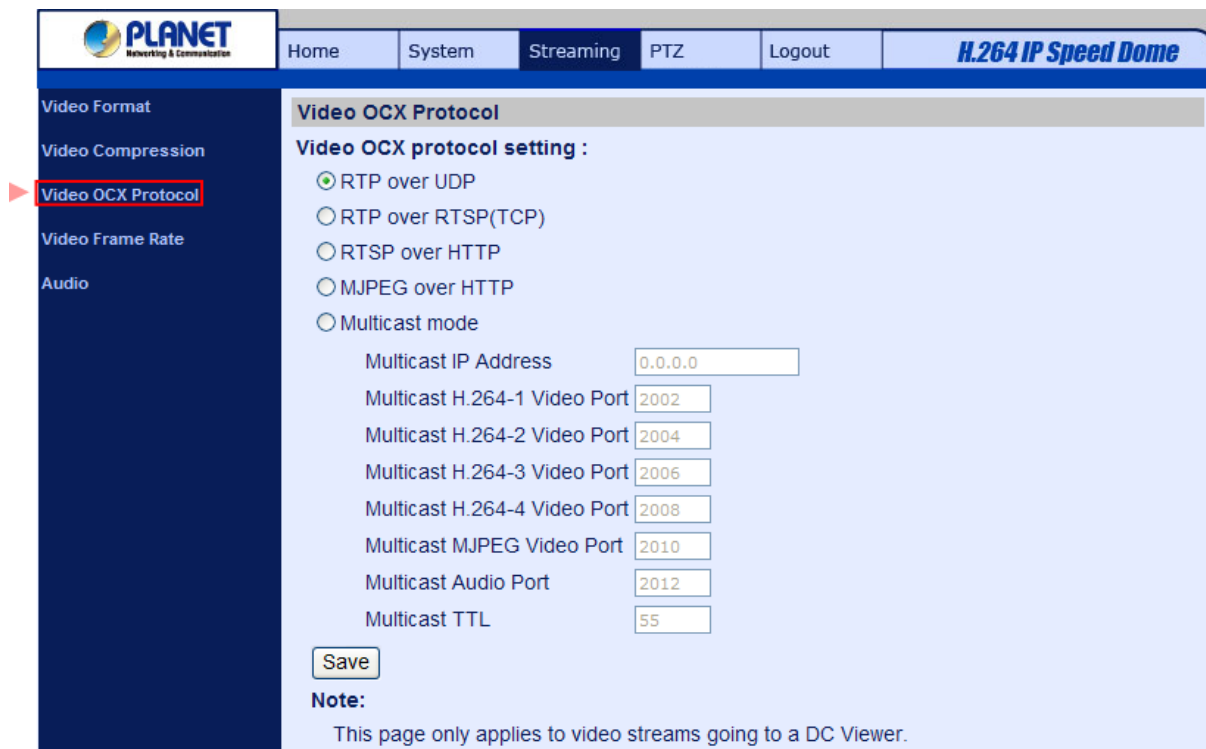 PLANET
Networking & Communication
Home System Streaming PTZ Logout H.264 IP Speed Dome
Video Format
Video Compression
Video OCX Protocol
Video Frame Rate
Audio
Video OCX Protocol
Video OCX protocol setting :
RTP over UDP
RTP over RTSP(TCP)
RTSP over HTTP
MJPEG over HTTP
Multicast mode
Multicast IP Address 0.0.0.0
Multicast H.264-1 Video Port 2002
Multicast H.264-2 Video Port 2004
Multicast H.264-3 Video Port 2006
Multicast H.264-4 Video Port 2008
Multicast MJPEG Video Port 2010
Multicast Audio Port 2012
Multicast TTL 55
Save
Note:
This page only applies to video streams going to a DC Viewer.